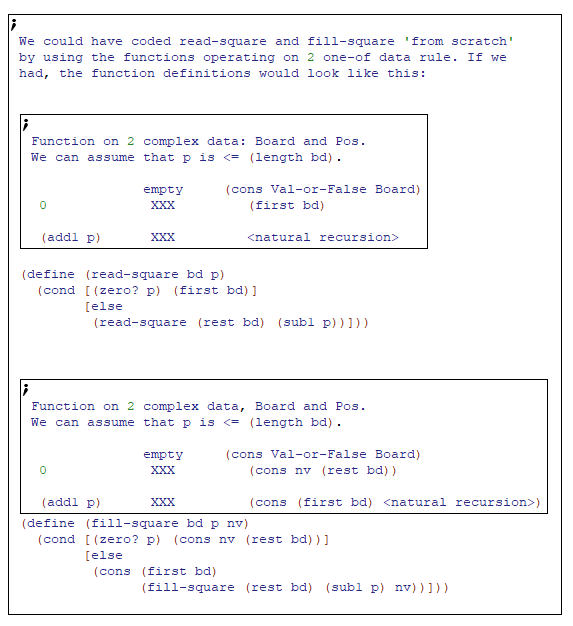 ;
We could have coded read-square and fill-square 'from scratch'
by using the functions operating on 2 one-of data rule. If we
had, the function definitions would look like this:
;
Function on 2 complex data: Board and Pos.
We can assume that p is <= (length bd).
empty (cons Val-or-False Board)
0 XXX (first bd)
(add1 p) XXX <natural recursion>
(define (read-square bd p)
(cond [(zero? p) (first bd)]
[else
(read-square (rest bd) (sub1 p))]))
;
Function on 2 complex data, Board and Pos.
We can assume that p is <= (length bd).
empty (cons Val-or-False Board)
0 XXX (cons nv (rest bd))
(add1 p) XXX (cons (first bd) <natural recursion>)
(define (fill-square bd p nv)
(cond [(zero? p) (cons nv (rest bd))]
[else
(cons (first bd)
(fill-square (rest bd) (sub1 p) nv))]))